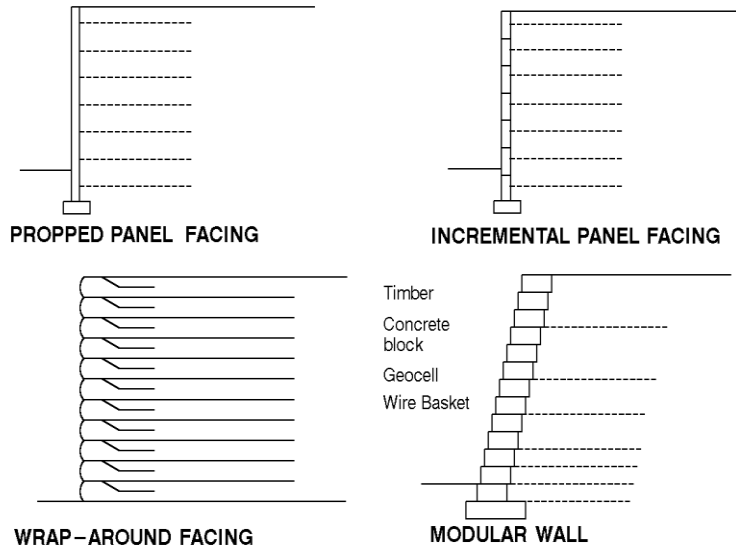 PROPPED PANEL FACING
INCREMENTAL PANEL FACING
Timber
Concrete
block
Geocell
Wire Basket
WRAP-AROUND FACING
MODULAR WALL